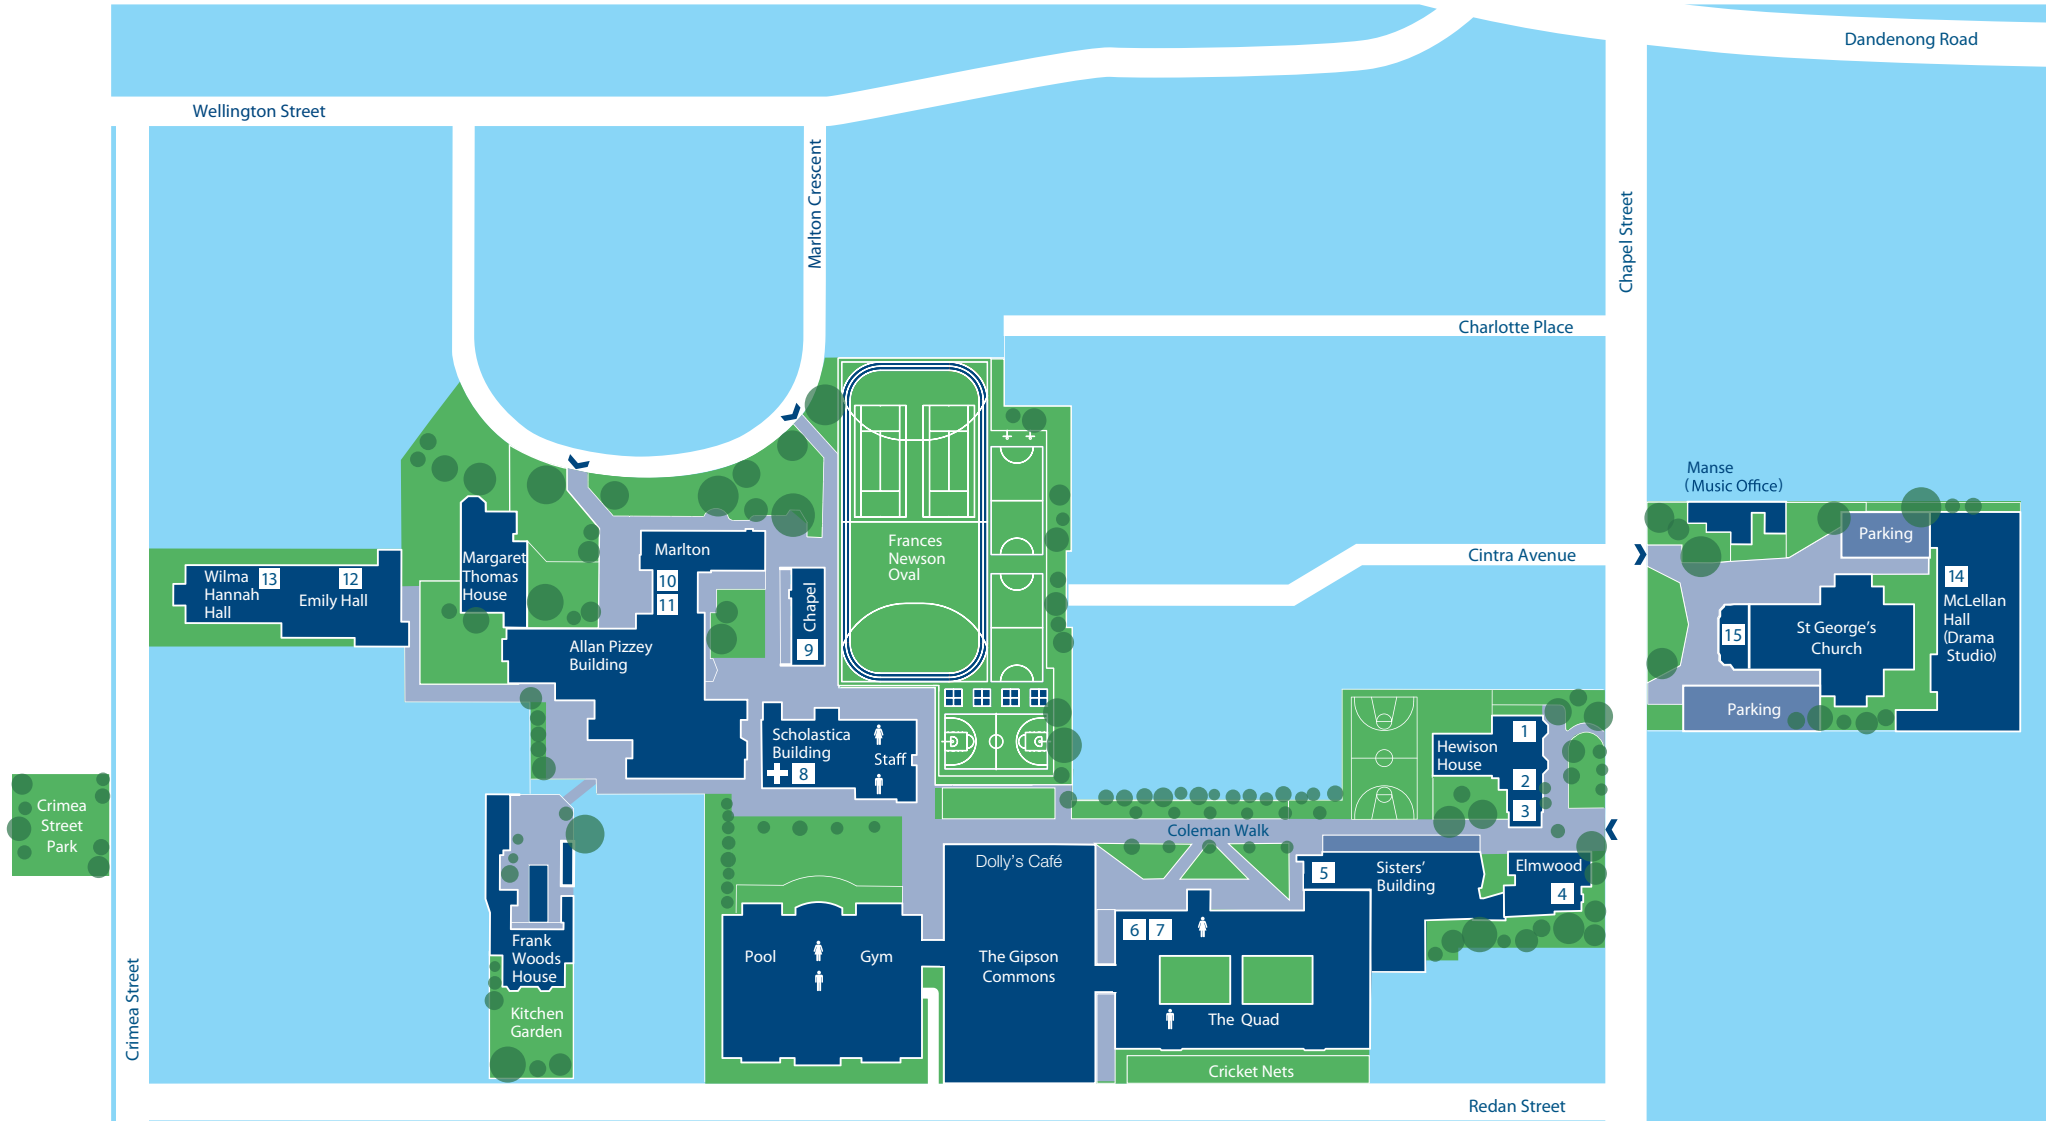 Dandenong Road
Wellington Street
Marlton Crescent
Chapel Street
Charlotte Place
Manse
(Music Office)
Frances
Newson
Oval
Cintra Avenue
Parking
Marlton
10
11
Margaret
Thomas
House
Wilma
Hannah
Hall
13
12
Emily Hall
Chapel
9
14
McLellan
Hall
(Drama
Studio)
15
St George's
Church
Allan Pizzey
Building
Parking
Scholastica
Building
8
Staff
1
Hewison
House
2
3
Crimea
Street
Park
Coleman Walk
Dolly's Café
5
Sisters'
Building
Elmwood
4
6
7
Frank
Woods
House
Pool
Gym
The Gipson
Commons
Kitchen
Garden
The Quad
Crimea Street
Cricket Nets
Redan Street